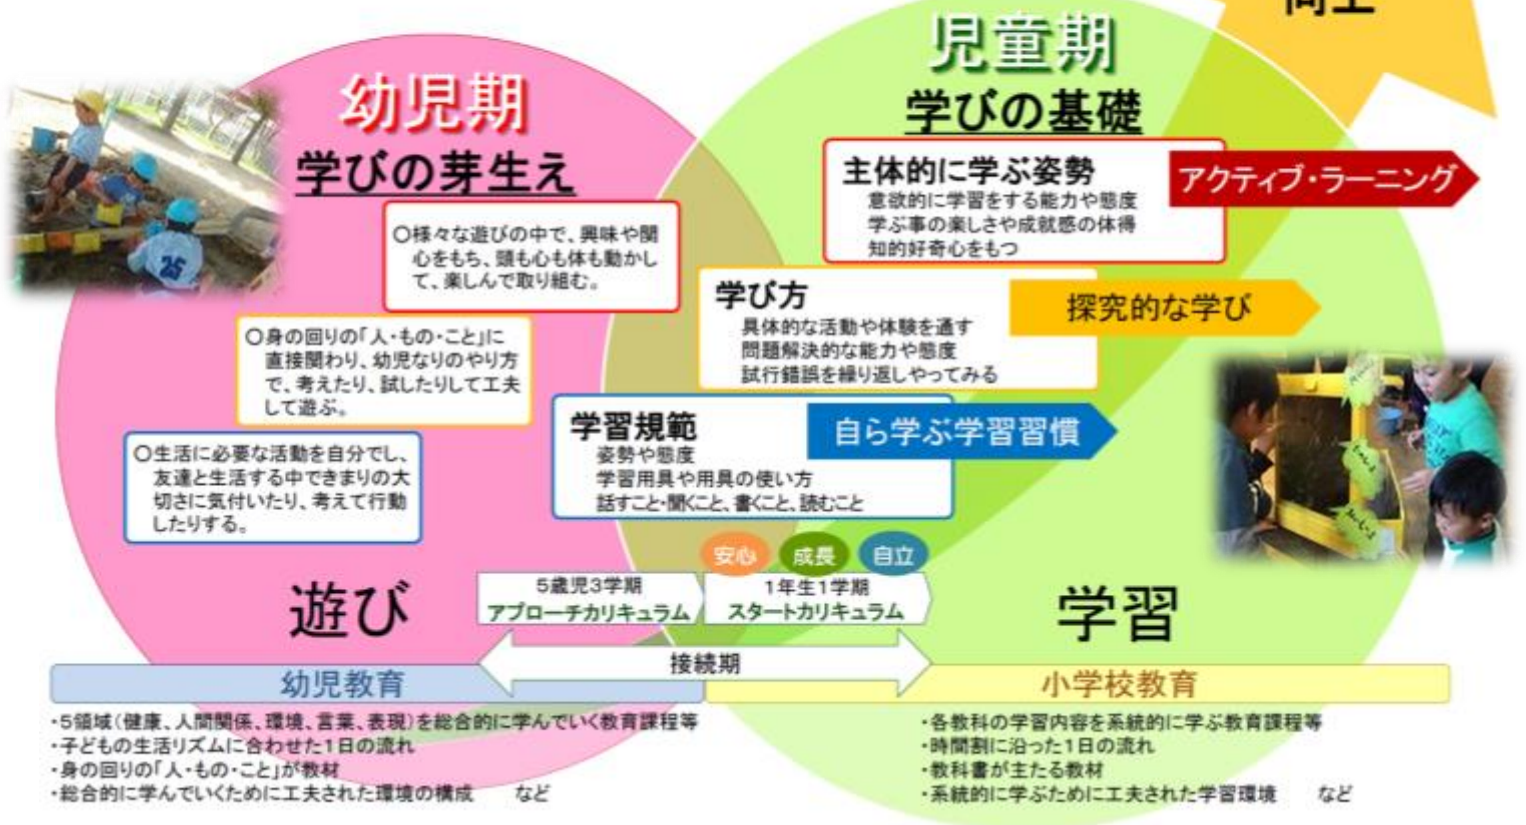 向上
児童期
学びの基礎
主体的に学ぶ姿勢
意欲的に学習をする能力や態度
学ぶ事の楽しさや成就感の体得
知的好奇心をもつ
アクティブ・ラーニング
幼児期
学びの芽生え
○様々な遊びの中で、興味や関
心をもち、頭も心も体も動かし
て、楽しんで取り組む。
学び方
具体的な活動や体験を通す
問題解決的な能力や態度
試行錯誤を繰り返しやってみる
探究的な学び
○身の回りの「人・もの・こと」に
直接関わり、幼児なりのやり方
で、考えたり、試したりして工夫
して遊ぶ。
学習規範
姿勢や態度
学習用具や用具の使い方
話すこと・聞くこと、書くこと、読むこと
自ら学ぶ学習習慣
○生活に必要な活動を自分でし、
友達と生活する中できまりの大
切さに気付いたり、考えて行動
したりする。
25
安心
成長
自立
遊び
5歳児3学期
アプローチカリキュラム
1年生1学期
スタートカリキュラム
学習
接続期
幼児教育
小学校教育
・5領域(健康、人間関係、環境、言葉、表現)を総合的に学んでいく教育課程等
・子どもの生活リズムに合わせた1日の流れ
・身の回りの「人・もの・こと」が教材
・総合的に学んでいくために工夫された環境の構成　など
・各教科の学習内容を系統的に学ぶ教育課程等
・時間割に沿った1日の流れ
・教科書が主たる教材
・系統的に学ぶために工夫された学習環境　など